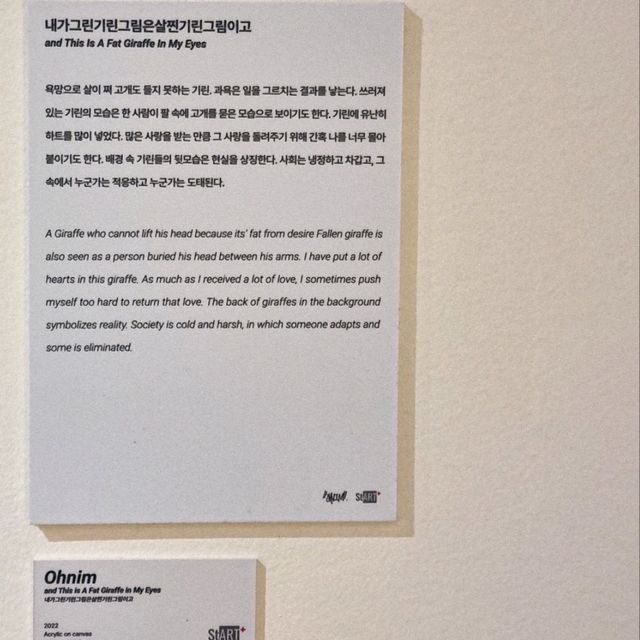 내가그린기린그림은살찐기린그림이고
and This Is A Fat Giraffe In My Eyes
욕망으로 살이 쪄 고개도 들지 못하는 기린. 과욕은 일을 그르치는 결과를 낳는다. 쓰러져
있는 기린의 모습은 한 사람이 팔 속에 고개를 묻은 모습으로 보이기도 한다. 기린에 유난히
하트를 많이 넣었다. 많은 사랑을 받는 만큼 그 사랑을 돌려주기 위해 간혹 나를 너무 몰아
붙이기도 한다. 배경 속 기린들의 뒷모습은 현실을 상징한다. 사회는 냉정하고 차갑고, 그
속에서 누군가는 적응하고 누군가는 도태된다.
A Giraffe who cannot lift his head because its' fat from desire Fallen giraffe is
also seen as a person buried his head between his arms. I have put a lot of
hearts in this giraffe. As much as I received a lot of love, I sometimes push
myself too hard to return that love. The back of giraffes in the background
symbolizes reality. Society is cold and harsh, in which someone adapts and
some is eliminated.
StART+
Ohnim
and This is A Fat Giraffe in My Eyes
내가그린기린그림은살찐기린그림이고
2022
Acrylic on canvas
StART+